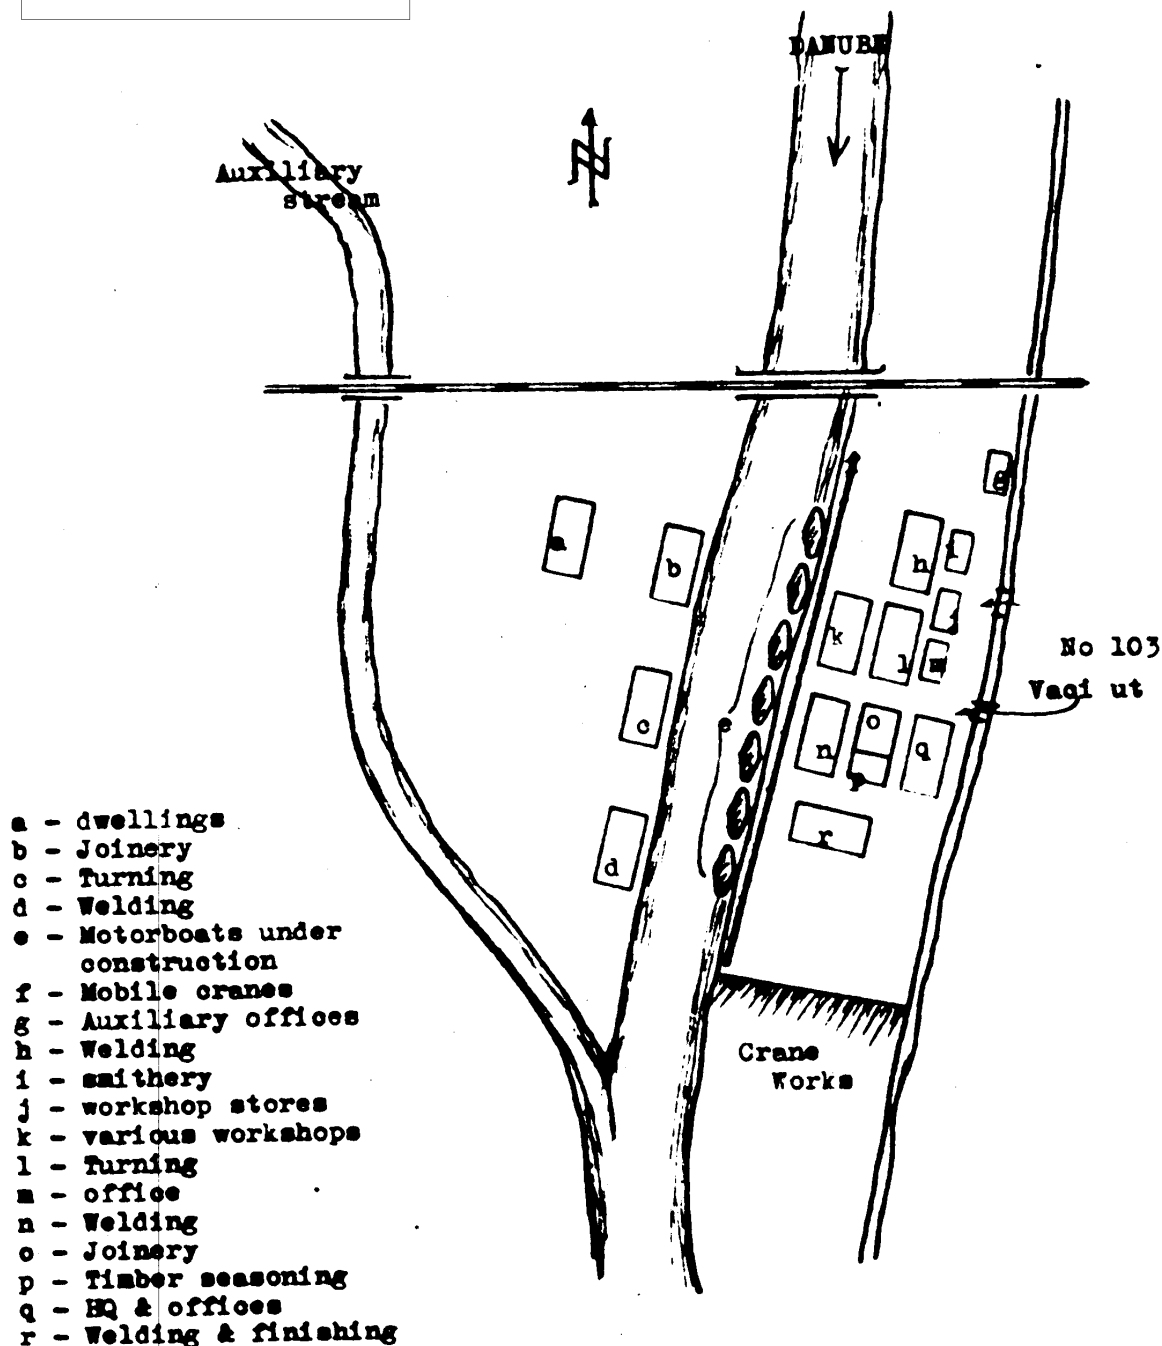 DANUBE
Auxiliary
stream
N
g
a
b
h
i
j
k
l
m
No 103
Vaci ut
c
e
n
o
q
p
d
r
Crane
Works
a - dwellings
b - Joinery
c - Turning
d - Welding
e - Motorboats under
construction
f - Mobile cranes
g - Auxiliary offices
h - Welding
i - smithery
j - workshop stores
k - various workshops
l - Turning
m - office
n - Welding
o - Joinery
p - Timber seasoning
q - HQ & offices
r - Welding & finishing